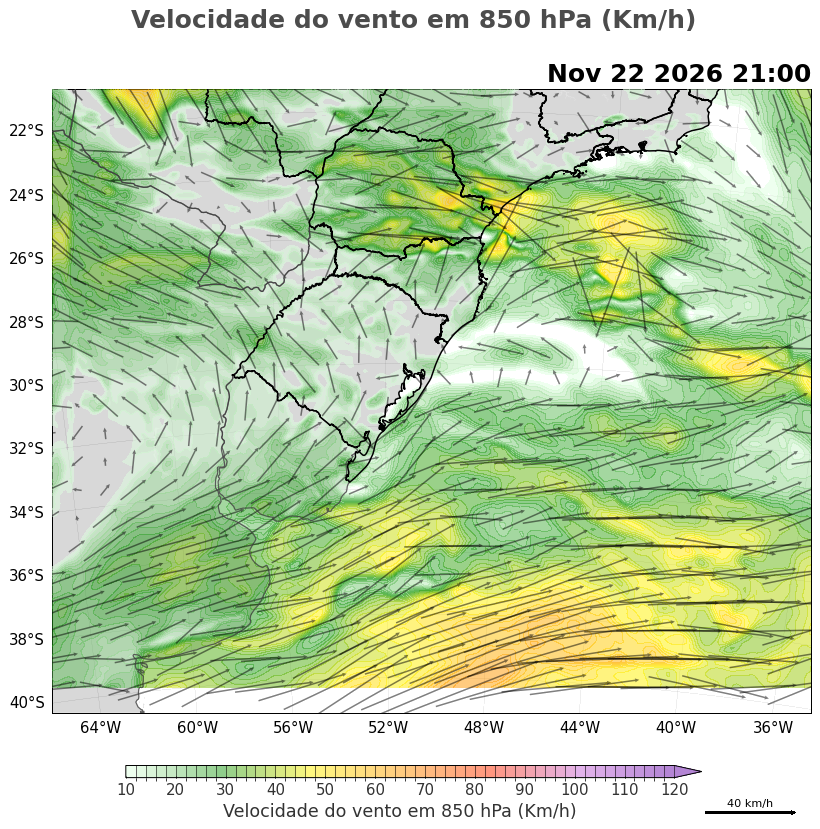 Velocidade do vento em 850 hPa (Km/h)
Nov 22 2026 21:00
22°S
24°S
26°S
28°S
30°S
32°S
34°S
36°S
38°S
40°S
64°W 60°W 56°W 52°W 48°W 44°W 40°W 36°W
10 20 30 40 50 60 70 80 90 100 110 120
Velocidade do vento em 850 hPa (Km/h)
40 km/h